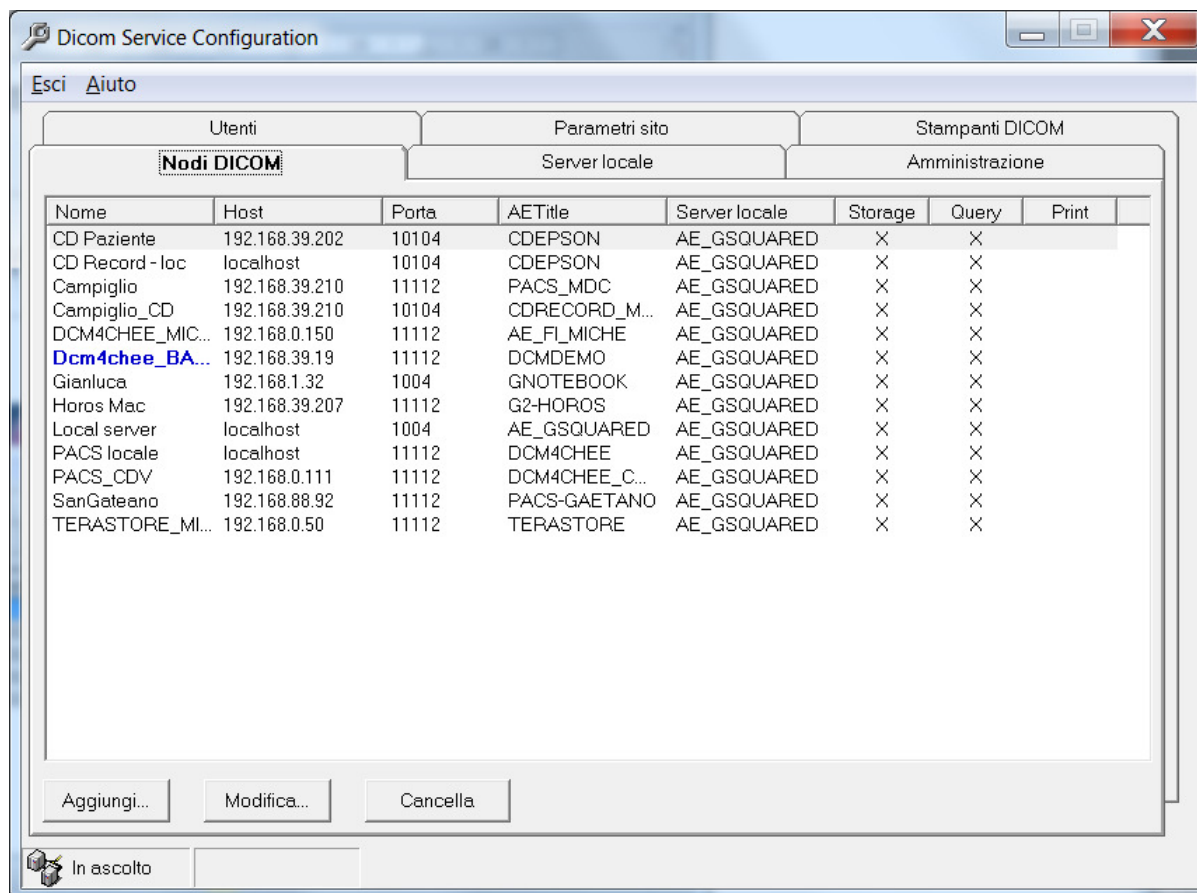 Dicom Service Configuration
Esci Aiuto
Utenti Parametri sito Stampanti DICOM
Nodi DICOM Server locale Amministrazione
Nome Host Porta AETitle Server locale Storage Query Print
CD Paziente 192.168.39.202 10104 CDEPSON AE_GSQUARED X X
CD Record - loc localhost 10104 CDEPSON AE_GSQUARED X X
Campiglio 192.168.39.210 11112 PACS_MDC AE_GSQUARED X X
Campiglio_CD 192.168.39.210 10104 CDRECORD_M... AE_GSQUARED X X
DCM4CHEE_MIC... 192.168.0.150 11112 AE_FI_MICHE AE_GSQUARED X X
Dcm4chee_BA... 192.168.39.19 11112 DCMDEMO AE_GSQUARED X X
Gianluca 192.168.1.32 1004 GNOTEBOOK AE_GSQUARED X X
Horos Mac 192.168.39.207 11112 G2-HOROS AE_GSQUARED X X
Local server localhost 1004 AE_GSQUARED AE_GSQUARED X X
PACS locale localhost 11112 DCM4CHEE AE_GSQUARED X X
PACS_CDV 192.168.0.111 11112 DCM4CHEE_C... AE_GSQUARED X X
SanGateano 192.168.88.92 11112 PACS-GAETANO AE_GSQUARED X X
TERASTORE_MI... 192.168.0.50 11112 TERASTORE AE_GSQUARED X X
Aggiungi... Modifica... Cancella
In ascolto